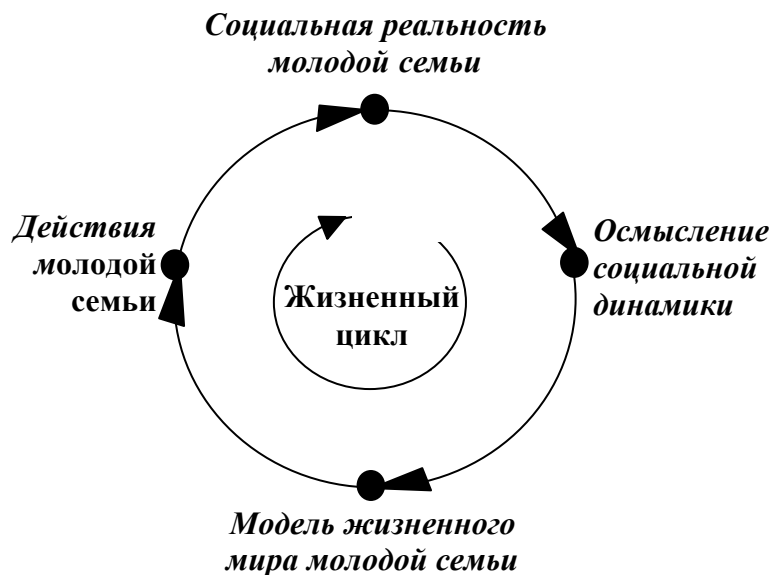 Социальная реальность
молодой семьи
Действия
молодой
семьи
Осмысление
социальной
динамики
Жизненный
цикл
Модель жизненного
мира молодой семьи